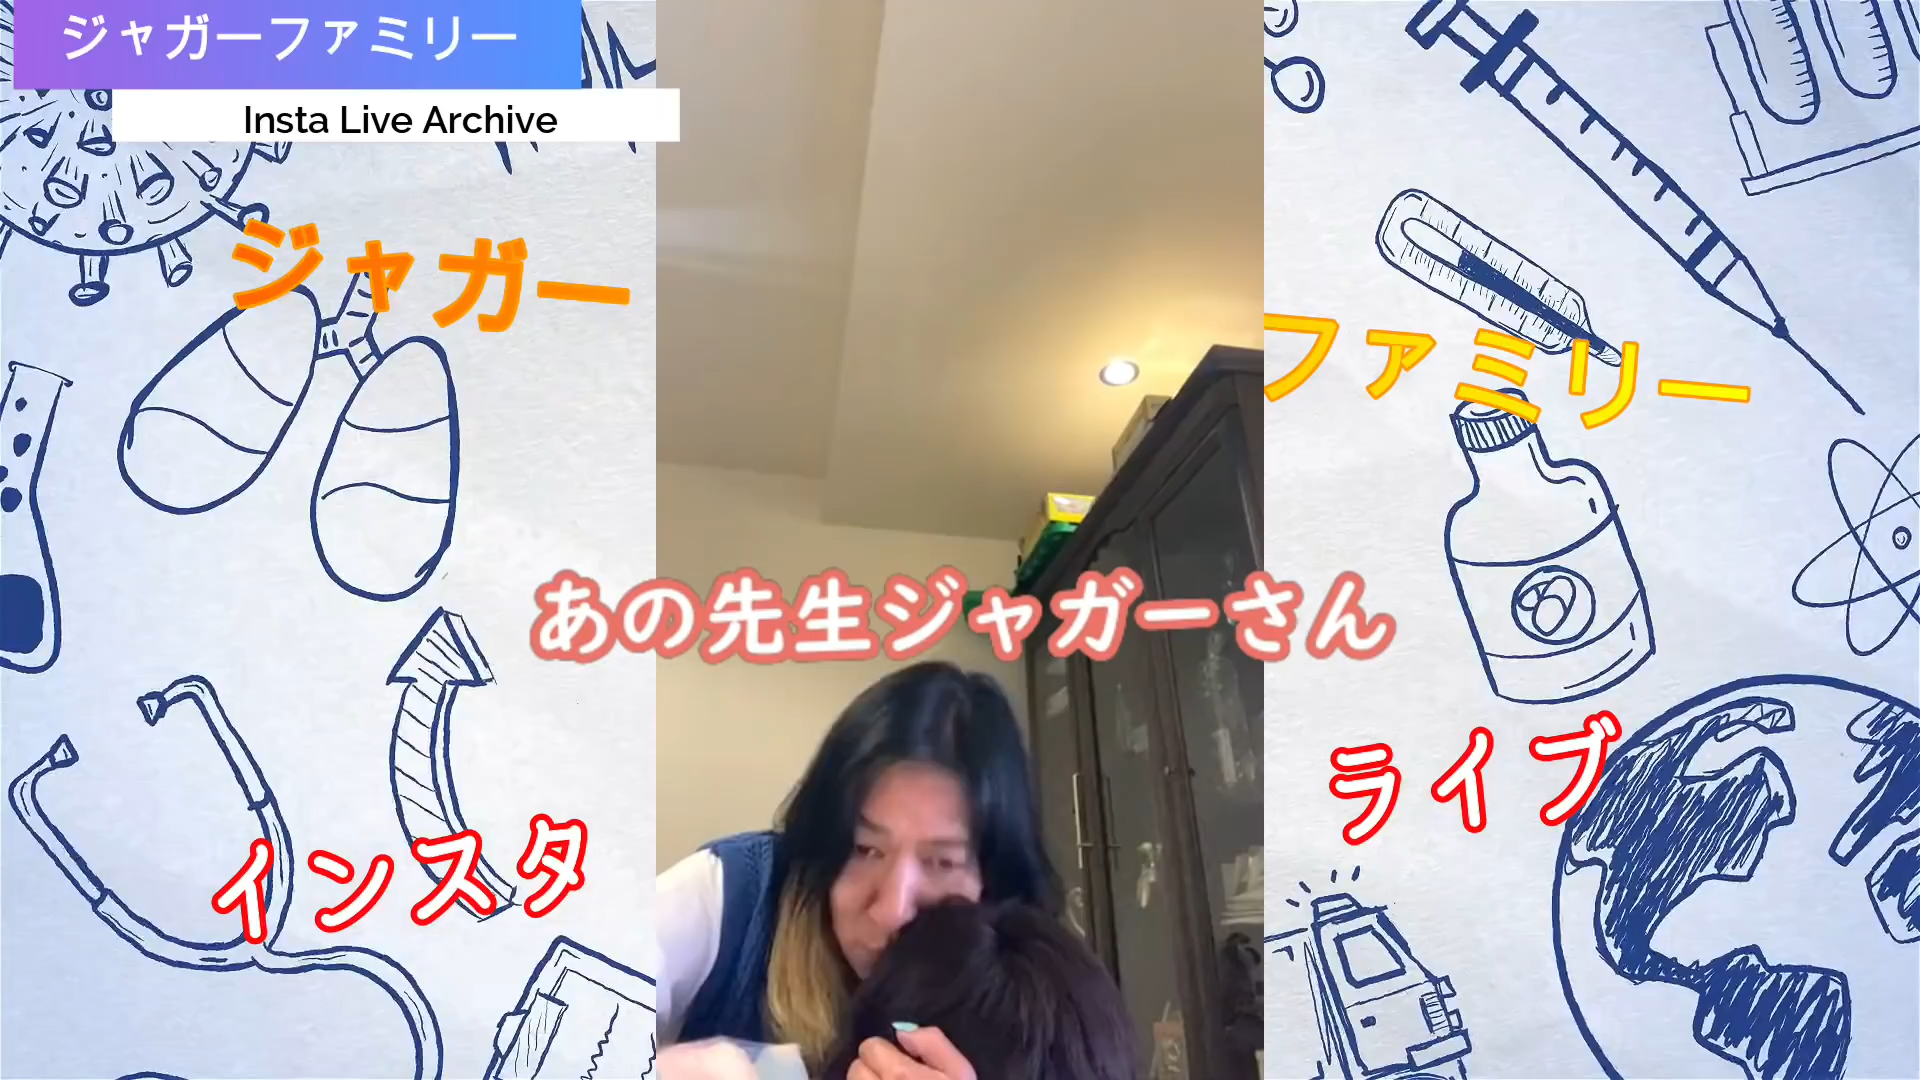 ジャガーファミリー
Insta Live Archive
ジャガー
ファミリー
あの先生ジャガーさん
インスタ
ライブ